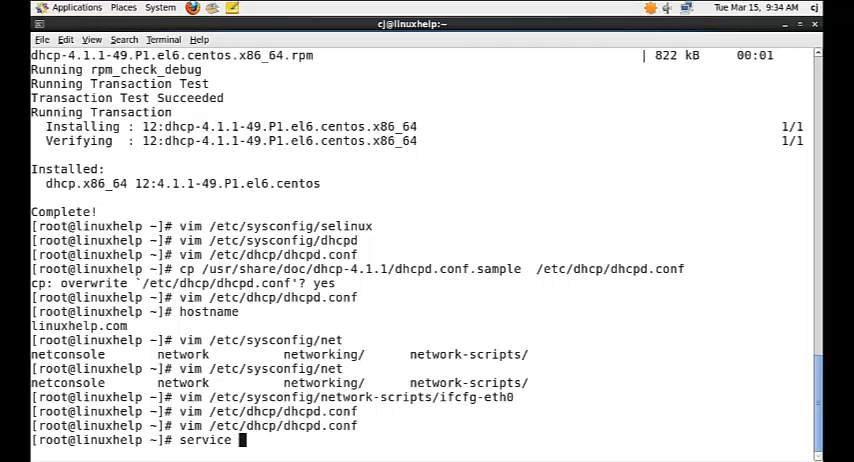 Applications Places System Tue Mar 15, 9:34 AM cj
cj@linuxhelp:~
File Edit View Search Terminal Help
dhcp-4.1.1-49.P1.el6.centos.x86_64.rpm | 822 kB 00:01
Running rpm_check_debug
Running Transaction Test
Transaction Test Succeeded
Running Transaction
Installing : 12:dhcp-4.1.1-49.P1.el6.centos.x86_64 1/1
Verifying : 12:dhcp-4.1.1-49.P1.el6.centos.x86_64 1/1
Installed:
dhcp.x86_64 12:4.1.1-49.P1.el6.centos
Complete!
[root@linuxhelp ~]# vim /etc/sysconfig/selinux
[root@linuxhelp ~]# vim /etc/sysconfig/dhcpd
[root@linuxhelp ~]# vim /etc/dhcp/dhcpd.conf
[root@linuxhelp ~]# cp /usr/share/doc/dhcp-4.1.1/dhcpd.conf.sample /etc/dhcp/dhcpd.conf
cp: overwrite `/etc/dhcp/dhcpd.conf'? yes
[root@linuxhelp ~]# vim /etc/dhcp/dhcpd.conf
[root@linuxhelp ~]# hostname
linuxhelp.com
[root@linuxhelp ~]# vim /etc/sysconfig/net
netconsole network networking/ network-scripts/
[root@linuxhelp ~]# vim /etc/sysconfig/net
netconsole network networking/ network-scripts/
[root@linuxhelp ~]# vim /etc/sysconfig/network-scripts/ifcfg-eth0
[root@linuxhelp ~]# vim /etc/dhcp/dhcpd.conf
[root@linuxhelp ~]# vim /etc/dhcp/dhcpd.conf
[root@linuxhelp ~]# service